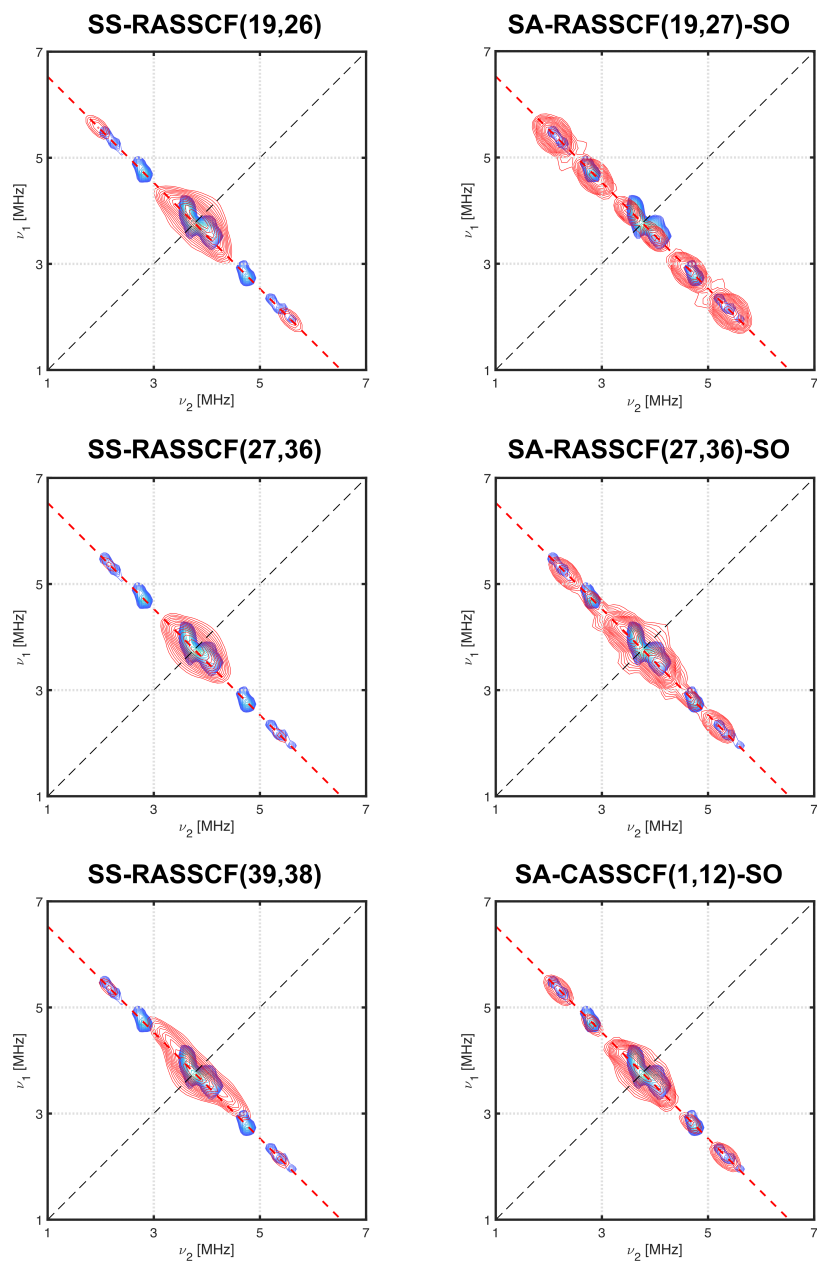 SS-RASSCF(19,26)
7
5
3
1
ν1 [MHz]
1 3 5 7
ν2 [MHz]
SA-RASSCF(19,27)-SO
7
5
3
1
ν1 [MHz]
1 3 5 7
ν2 [MHz]
SS-RASSCF(27,36)
7
5
3
1
ν1 [MHz]
1 3 5 7
ν2 [MHz]
SA-RASSCF(27,36)-SO
7
5
3
1
ν1 [MHz]
1 3 5 7
ν2 [MHz]
SS-RASSCF(39,38)
7
5
3
1
ν1 [MHz]
1 3 5 7
ν2 [MHz]
SA-CASSCF(1,12)-SO
7
5
3
1
ν1 [MHz]
1 3 5 7
ν2 [MHz]